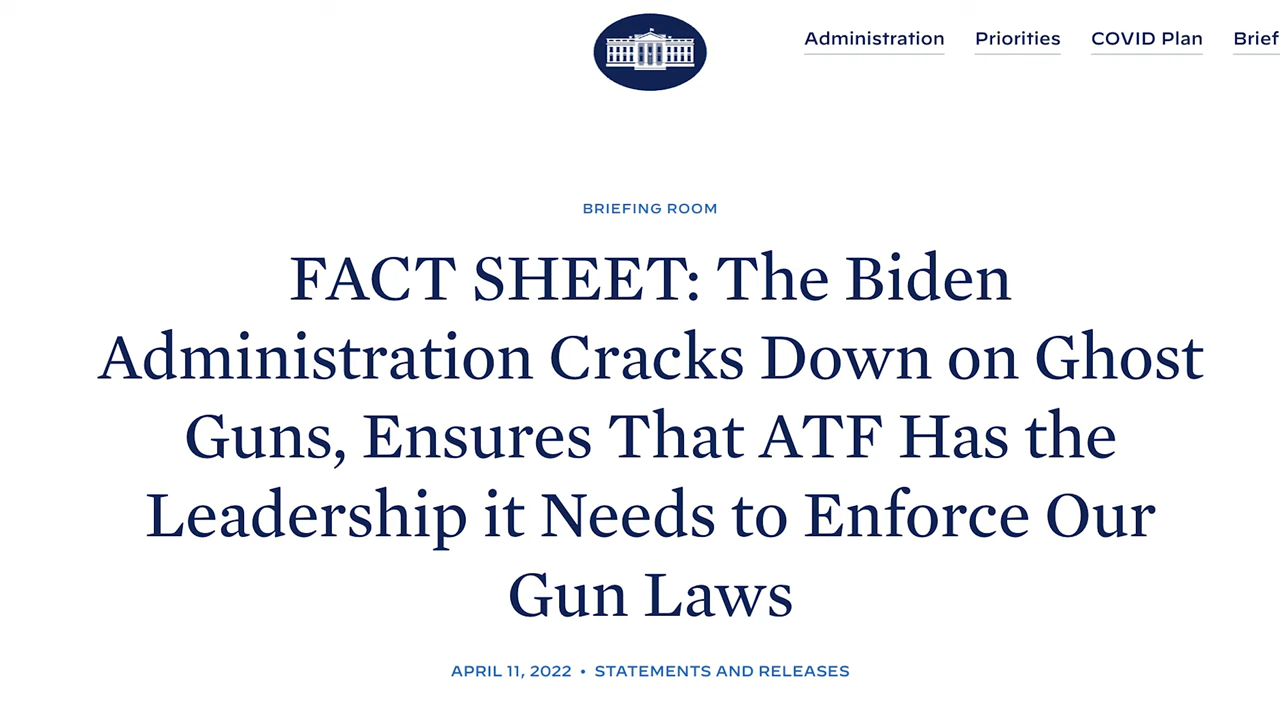 Administration Priorities COVID Plan Brief
BRIEFING ROOM
FACT SHEET: The Biden
Administration Cracks Down on Ghost
Guns, Ensures That ATF Has the
Leadership it Needs to Enforce Our
Gun Laws
APRIL 11, 2022 • STATEMENTS AND RELEASES